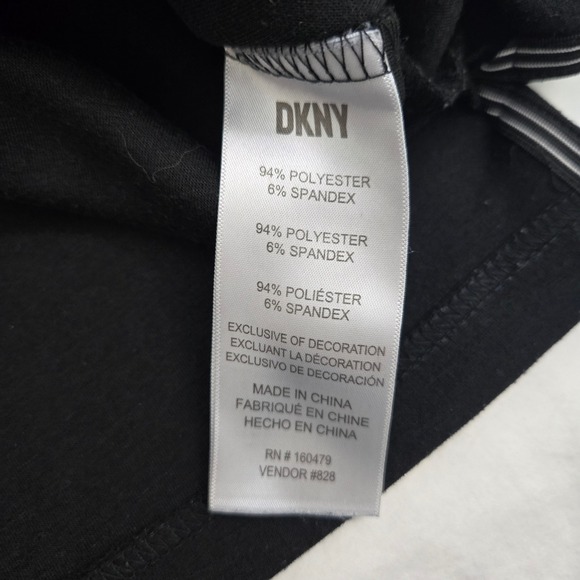 DKNY
94% POLYESTER
6% SPANDEX
94% POLYESTER
6% SPANDEX
94% POLIÉSTER
6% SPANDEX
EXCLUSIVE OF DECORATION
EXCLUANT LA DÉCORATION
EXCLUSIVO DE DECORACIÓN
MADE IN CHINA
FABRIQUÉ EN CHINE
HECHO EN CHINA
RN # 160479
VENDOR #828